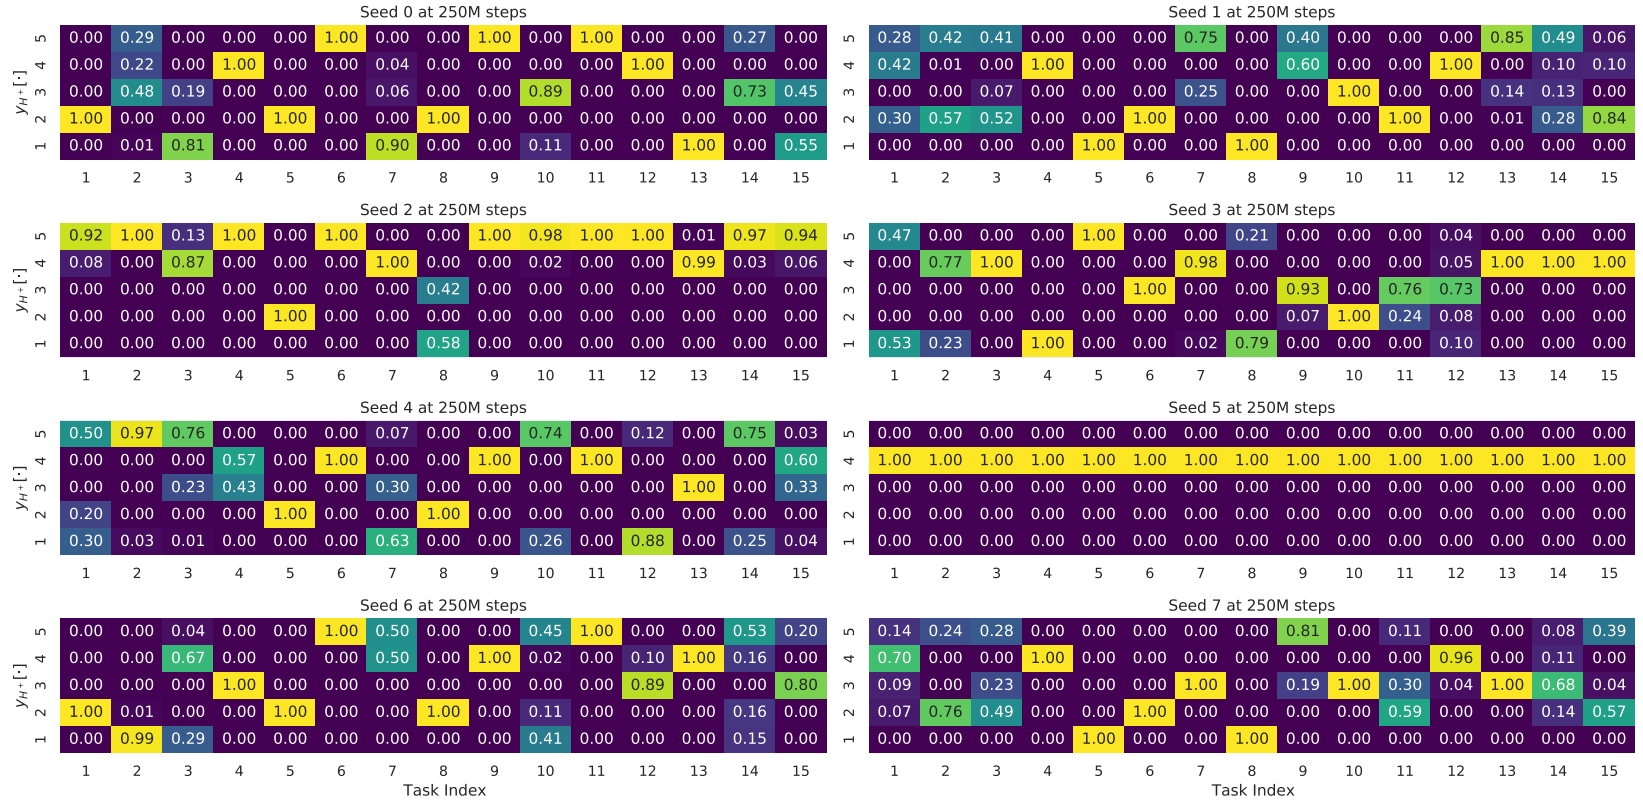 Seed 0 at 250M steps
5 0.00 0.29 0.00 0.00 0.00 1.00 0.00 0.00 1.00 0.00 1.00 0.00 0.00 0.27 0.00
4 0.00 0.22 0.00 1.00 0.00 0.00 0.04 0.00 0.00 0.00 0.00 1.00 0.00 0.00 0.00
3 0.00 0.48 0.19 0.00 0.00 0.00 0.06 0.00 0.00 0.89 0.00 0.00 0.00 0.73 0.45
2 1.00 0.00 0.00 0.00 1.00 0.00 0.00 1.00 0.00 0.00 0.00 0.00 0.00 0.00 0.00
1 0.00 0.01 0.81 0.00 0.00 0.00 0.90 0.00 0.00 0.11 0.00 0.00 1.00 0.00 0.55
y_{H^+}[·]
1 2 3 4 5 6 7 8 9 10 11 12 13 14 15
Seed 1 at 250M steps
5 0.28 0.42 0.41 0.00 0.00 0.00 0.75 0.00 0.40 0.00 0.00 0.00 0.85 0.49 0.06
4 0.42 0.01 0.00 1.00 0.00 0.00 0.00 0.00 0.60 0.00 0.00 1.00 0.00 0.10 0.10
3 0.00 0.00 0.07 0.00 0.00 0.00 0.25 0.00 0.00 1.00 0.00 0.00 0.14 0.13 0.00
2 0.30 0.57 0.52 0.00 0.00 1.00 0.00 0.00 0.00 0.00 1.00 0.00 0.01 0.28 0.84
1 0.00 0.00 0.00 0.00 1.00 0.00 0.00 1.00 0.00 0.00 0.00 0.00 0.00 0.00 0.00
1 2 3 4 5 6 7 8 9 10 11 12 13 14 15
Seed 2 at 250M steps
5 0.92 1.00 0.13 1.00 0.00 1.00 0.00 0.00 1.00 0.98 1.00 1.00 0.01 0.97 0.94
4 0.08 0.00 0.87 0.00 0.00 0.00 1.00 0.00 0.00 0.02 0.00 0.00 0.99 0.03 0.06
3 0.00 0.00 0.00 0.00 0.00 0.00 0.00 0.42 0.00 0.00 0.00 0.00 0.00 0.00 0.00
2 0.00 0.00 0.00 0.00 1.00 0.00 0.00 0.00 0.00 0.00 0.00 0.00 0.00 0.00 0.00
1 0.00 0.00 0.00 0.00 0.00 0.00 0.00 0.58 0.00 0.00 0.00 0.00 0.00 0.00 0.00
y_{H^+}[·]
1 2 3 4 5 6 7 8 9 10 11 12 13 14 15
Seed 3 at 250M steps
5 0.47 0.00 0.00 0.00 1.00 0.00 0.00 0.21 0.00 0.00 0.00 0.04 0.00 0.00 0.00
4 0.00 0.77 1.00 0.00 0.00 0.00 0.98 0.00 0.00 0.00 0.00 0.05 1.00 1.00 1.00
3 0.00 0.00 0.00 0.00 0.00 1.00 0.00 0.00 0.93 0.00 0.76 0.73 0.00 0.00 0.00
2 0.00 0.00 0.00 0.00 0.00 0.00 0.00 0.00 0.07 1.00 0.24 0.08 0.00 0.00 0.00
1 0.53 0.23 0.00 1.00 0.00 0.00 0.02 0.79 0.00 0.00 0.00 0.10 0.00 0.00 0.00
1 2 3 4 5 6 7 8 9 10 11 12 13 14 15
Seed 4 at 250M steps
5 0.50 0.97 0.76 0.00 0.00 0.00 0.07 0.00 0.00 0.74 0.00 0.12 0.00 0.75 0.03
4 0.00 0.00 0.00 0.57 0.00 1.00 0.00 0.00 1.00 0.00 1.00 0.00 0.00 0.00 0.60
3 0.00 0.00 0.23 0.43 0.00 0.00 0.30 0.00 0.00 0.00 0.00 0.00 1.00 0.00 0.33
2 0.20 0.00 0.00 0.00 1.00 0.00 0.00 1.00 0.00 0.00 0.00 0.00 0.00 0.00 0.00
1 0.30 0.03 0.01 0.00 0.00 0.00 0.63 0.00 0.00 0.26 0.00 0.88 0.00 0.25 0.04
y_{H^+}[·]
1 2 3 4 5 6 7 8 9 10 11 12 13 14 15
Seed 5 at 250M steps
5 0.00 0.00 0.00 0.00 0.00 0.00 0.00 0.00 0.00 0.00 0.00 0.00 0.00 0.00 0.00
4 1.00 1.00 1.00 1.00 1.00 1.00 1.00 1.00 1.00 1.00 1.00 1.00 1.00 1.00 1.00
3 0.00 0.00 0.00 0.00 0.00 0.00 0.00 0.00 0.00 0.00 0.00 0.00 0.00 0.00 0.00
2 0.00 0.00 0.00 0.00 0.00 0.00 0.00 0.00 0.00 0.00 0.00 0.00 0.00 0.00 0.00
1 0.00 0.00 0.00 0.00 0.00 0.00 0.00 0.00 0.00 0.00 0.00 0.00 0.00 0.00 0.00
1 2 3 4 5 6 7 8 9 10 11 12 13 14 15
Seed 6 at 250M steps
5 0.00 0.00 0.04 0.00 0.00 1.00 0.50 0.00 0.00 0.45 1.00 0.00 0.00 0.53 0.20
4 0.00 0.00 0.67 0.00 0.00 0.00 0.50 0.00 1.00 0.02 0.00 0.10 1.00 0.16 0.00
3 0.00 0.00 0.00 1.00 0.00 0.00 0.00 0.00 0.00 0.00 0.00 0.89 0.00 0.00 0.80
2 1.00 0.01 0.00 0.00 1.00 0.00 0.00 1.00 0.00 0.11 0.00 0.00 0.00 0.16 0.00
1 0.00 0.99 0.29 0.00 0.00 0.00 0.00 0.00 0.00 0.41 0.00 0.00 0.00 0.15 0.00
y_{H^+}[·]
1 2 3 4 5 6 7 8 9 10 11 12 13 14 15
Task Index
Seed 7 at 250M steps
5 0.14 0.24 0.28 0.00 0.00 0.00 0.00 0.00 0.81 0.00 0.11 0.00 0.00 0.08 0.39
4 0.70 0.00 0.00 1.00 0.00 0.00 0.00 0.00 0.00 0.00 0.00 0.96 0.00 0.11 0.00
3 0.09 0.00 0.23 0.00 0.00 0.00 1.00 0.00 0.19 1.00 0.30 0.04 1.00 0.68 0.04
2 0.07 0.76 0.49 0.00 0.00 1.00 0.00 0.00 0.00 0.00 0.59 0.00 0.00 0.14 0.57
1 0.00 0.00 0.00 0.00 1.00 0.00 0.00 1.00 0.00 0.00 0.00 0.00 0.00 0.00 0.00
1 2 3 4 5 6 7 8 9 10 11 12 13 14 15
Task Index